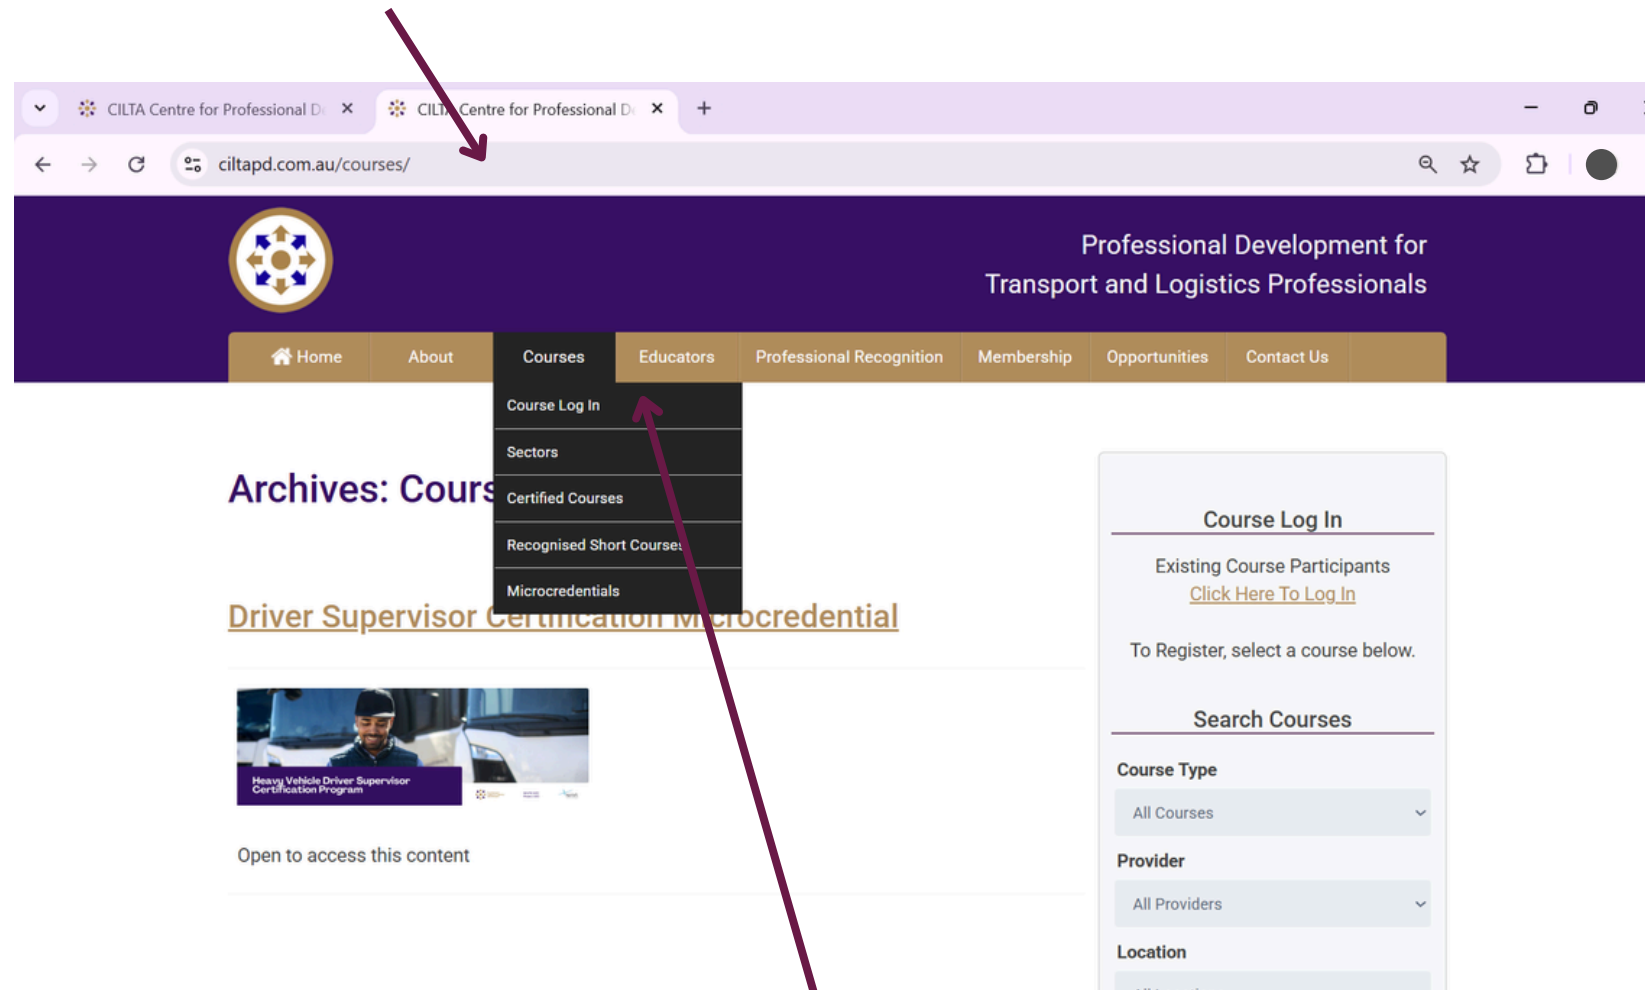 CILTA Centre for Professional D
CILTA Centre for Professional D
ciltapd.com.au/courses/
Professional Development for
Transport and Logistics Professionals
Home About Courses Educators Professional Recognition Membership Opportunities Contact Us
Course Log In
Sectors
Certified Courses
Recognised Short Courses
Microcredentials
Archives: Cours
Driver Supervisor Certification Microcredential
Heavy Vehicle Driver Supervisor
Certification Program
Open to access this content
Course Log In
Existing Course Participants
Click Here To Log In
To Register, select a course below.
Search Courses
Course Type
All Courses
Provider
All Providers
Location